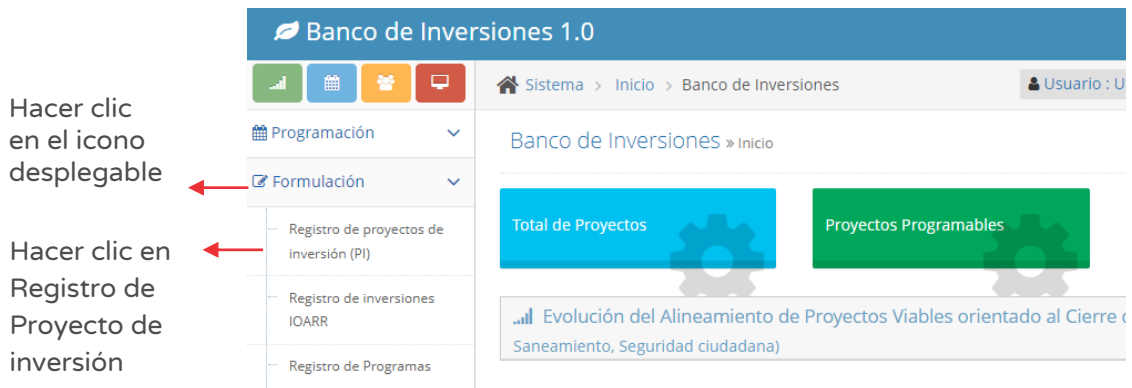 Banco de Inversiones 1.0
Sistema > Inicio > Banco de Inversiones
Usuario : U
Hacer clic
en el icono
desplegable
Programación
Formulación
Hacer clic en
Registro de
Proyecto de
inversión
Registro de proyectos de
inversión (PI)
Registro de inversiones
IOARR
Registro de Programas
Banco de Inversiones » Inicio
Total de Proyectos
Proyectos Programables
Evolución del Alineamiento de Proyectos Viables orientado al Cierre
Saneamiento, Seguridad ciudadana)